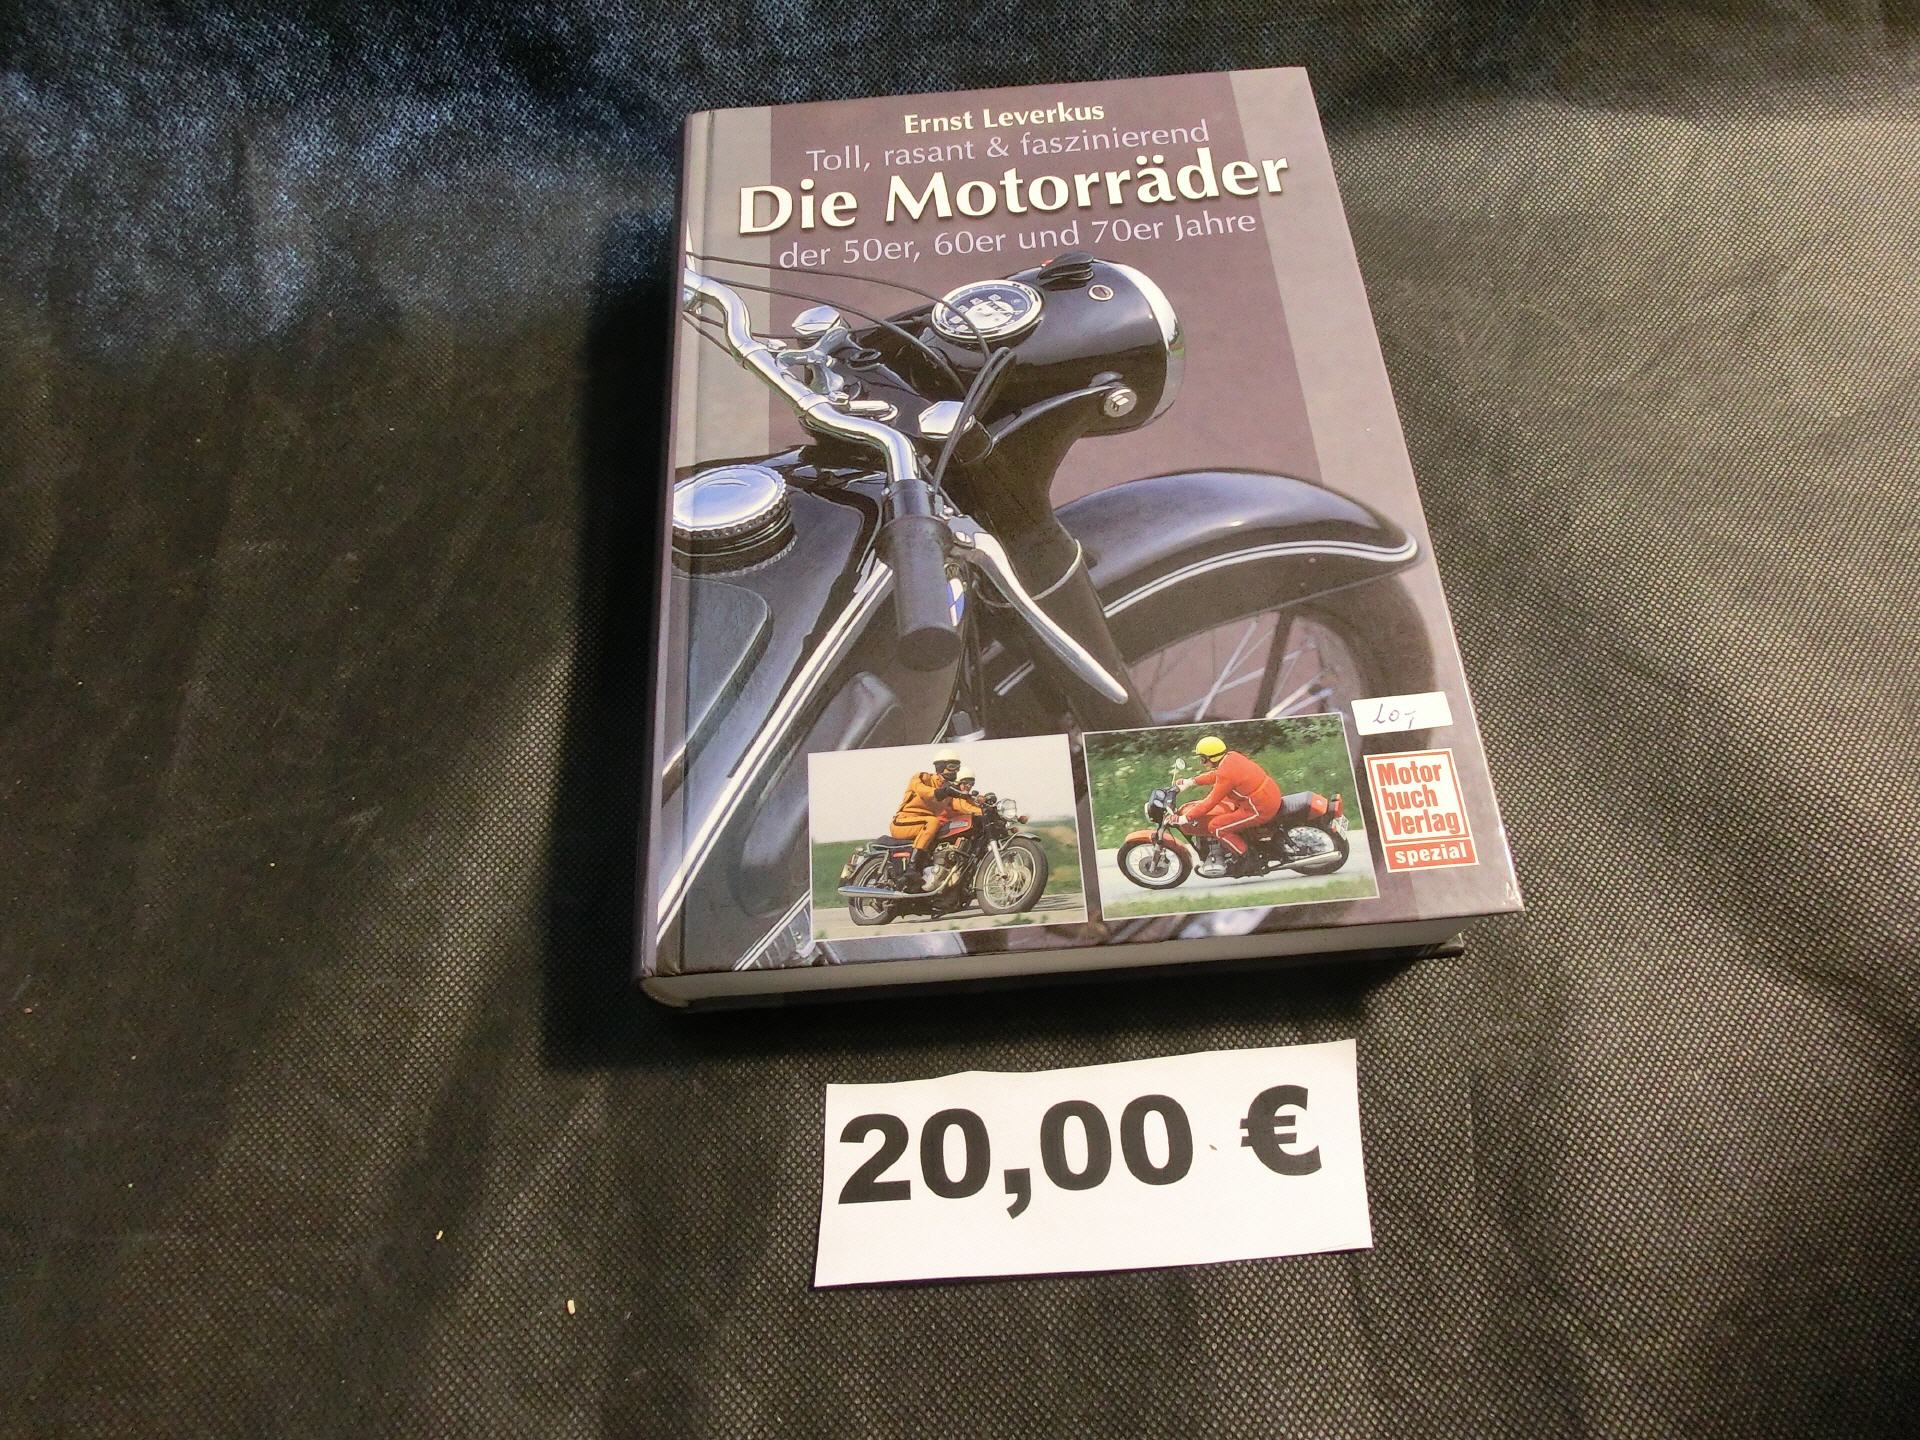 Ernst Leverkus
Toll, rasant & faszinierend
Die Motorräder
der 50er, 60er und 70er Jahre
20,-
Motor
buch
Verlag
spezial
20,00 €